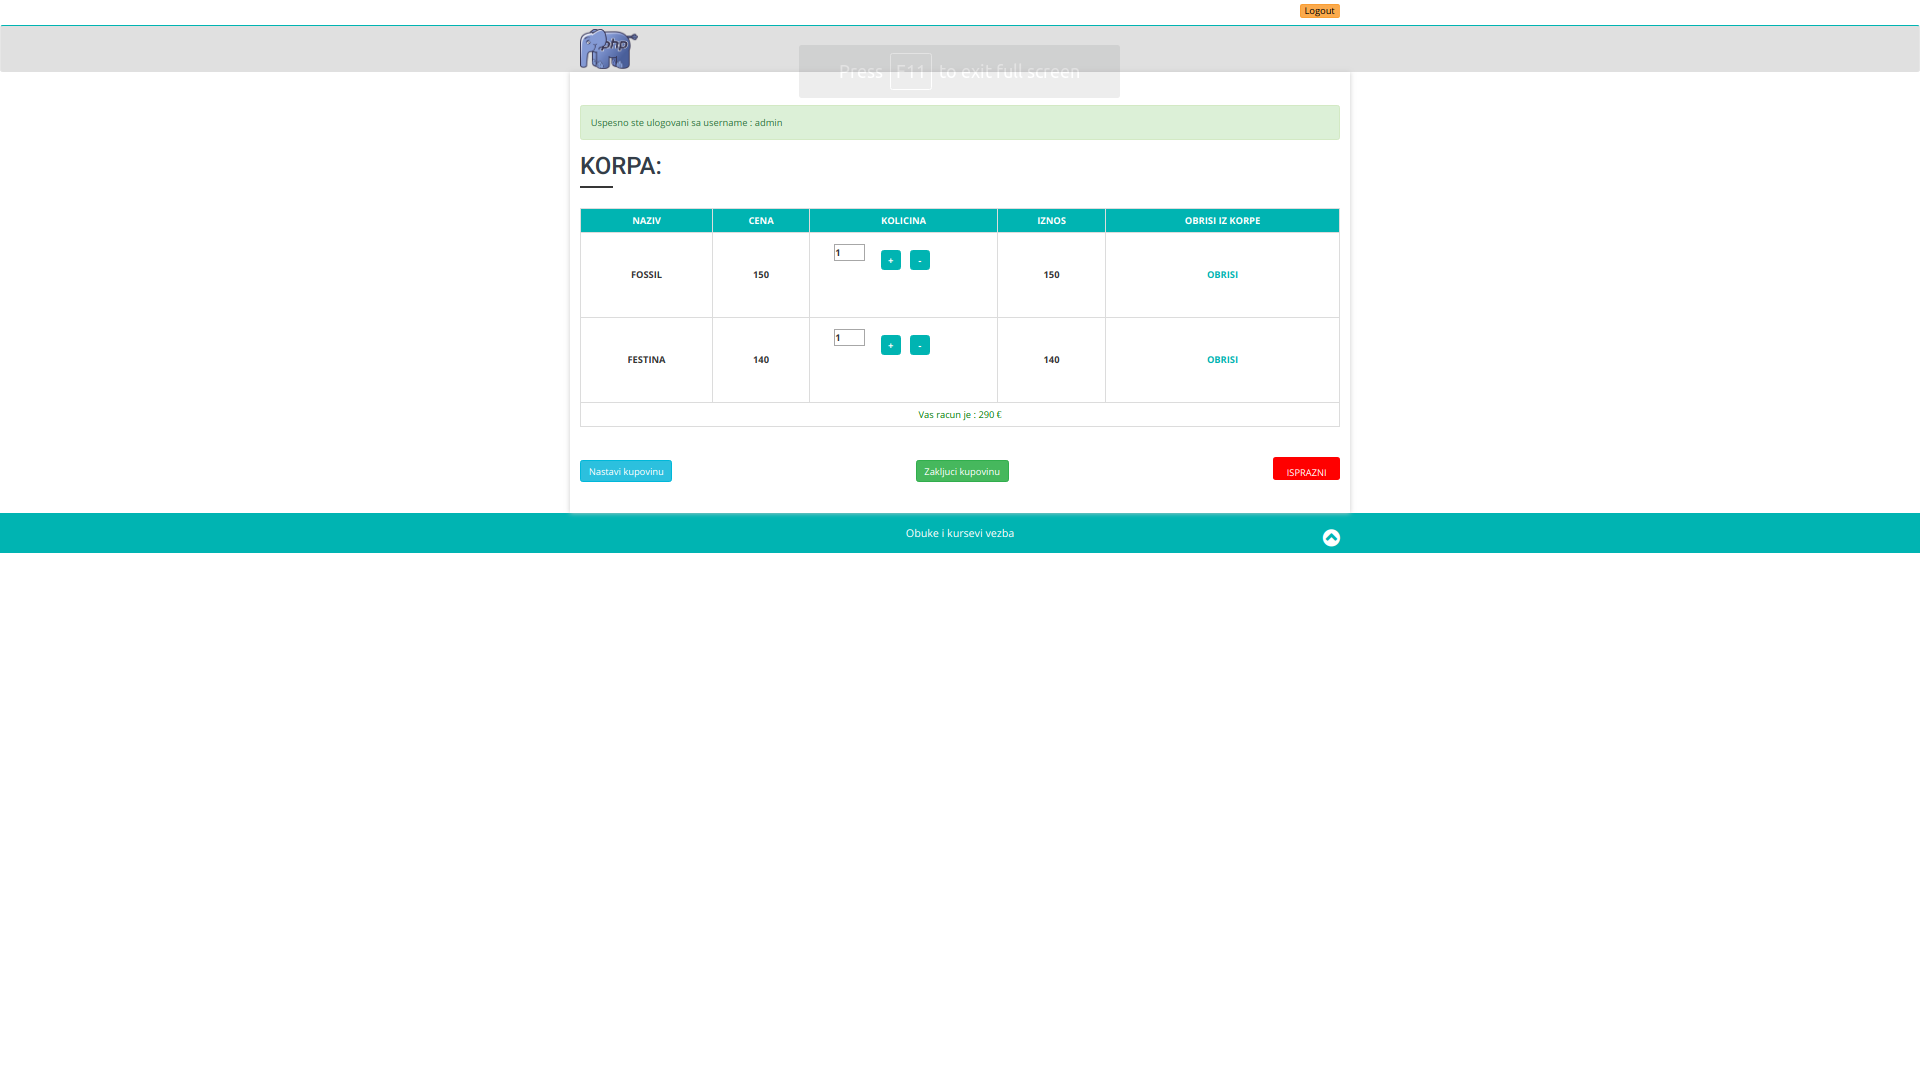 Logout
php
Press F11 to exit full screen
Uspesno ste ulogovani sa username : admin
KORPA:
NAZIV CENA KOLICINA IZNOS OBRISI IZ KORPE
FOSSIL 150 1 + - 150 OBRISI
FESTINA 140 1 + - 140 OBRISI
Vas racun je : 290 €
Nastavi kupovinu Zakljuci kupovinu ISPRAZNI
Obuke i kursevi vezba